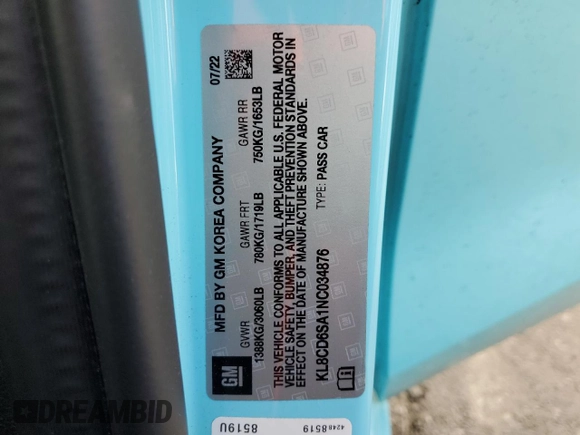 MFD BY GM KOREA COMPANY 07/22
GVWR GAWR FRT GAWR RR
1388KG/3060LB 780KG/1719LB 750KG/1653LB
THIS VEHICLE CONFORMS TO ALL APPLICABLE U.S. FEDERAL MOTOR
VEHICLE SAFETY, BUMPER, AND THEFT PREVENTION STANDARDS IN
EFFECT ON THE DATE OF MANUFACTURE SHOWN ABOVE.
KL8CD6SA1NC034876 TYPE: PASS CAR
GM
4248 8519
8519U
DREAMBID